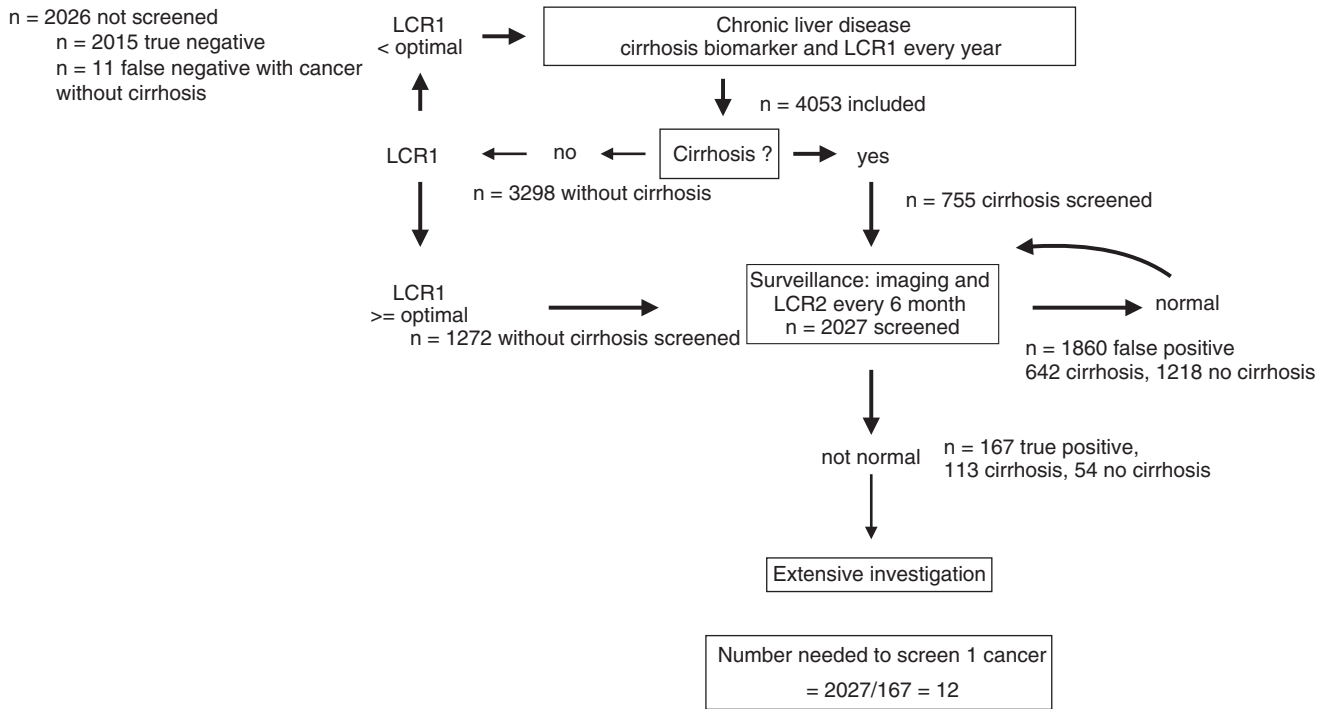 n = 2026 not screened
n = 2015 true negative
n = 11 false negative with cancer
without cirrhosis
LCR1
< optimal
Chronic liver disease
cirrhosis biomarker and LCR1 every year
n = 4053 included
LCR1
no
Cirrhosis ?
yes
n = 3298 without cirrhosis
n = 755 cirrhosis screened
LCR1
>= optimal
n = 1272 without cirrhosis screened
Surveillance: imaging and
LCR2 every 6 month
n = 2027 screened
normal
n = 1860 false positive
642 cirrhosis, 1218 no cirrhosis
not normal
n = 167 true positive,
113 cirrhosis, 54 no cirrhosis
Extensive investigation
Number needed to screen 1 cancer
= 2027/167 = 12